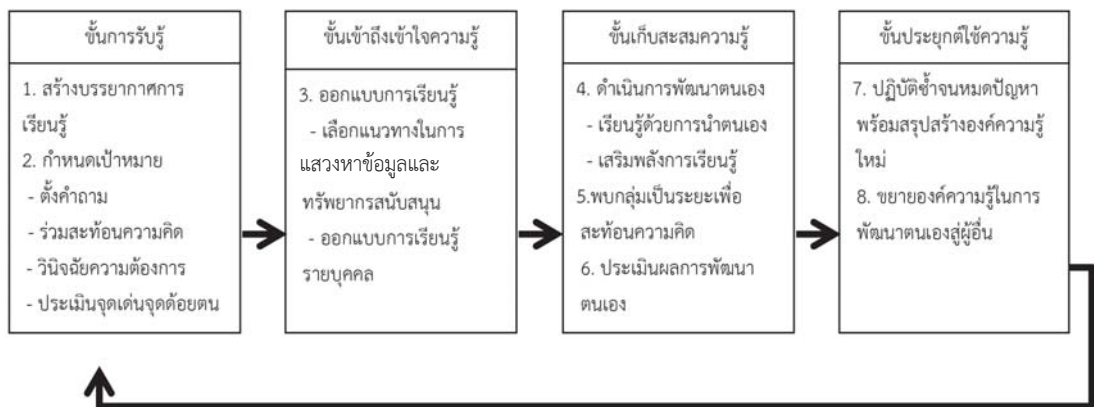 ขั้นการรับรู้
1. สร้างบรรยากาศการ
เรียนรู้
2. กำหนดเป้าหมาย
- ตั้งคำถาม
- ร่วมสะท้อนความคิด
- วินิจฉัยความต้องการ
- ประเมินจุดเด่นจุดด้อยตน
ขั้นเข้าถึงเข้าใจความรู้
3. ออกแบบการเรียนรู้
- เลือกแนวทางในการ
แสวงหาข้อมูลและ
ทรัพยากรสนับสนุน
- ออกแบบการเรียนรู้
รายบุคคล
ขั้นเก็บสะสมความรู้
4. ดำเนินการพัฒนาตนเอง
- เรียนรู้ด้วยการนำตนเอง
- เสริมพลังการเรียนรู้
5.พบกลุ่มเป็นระยะเพื่อ
สะท้อนความคิด
6. ประเมินผลการพัฒนา
ตนเอง
ขั้นประยุกต์ใช้ความรู้
7. ปฏิบัติซ้ำจนหมดปัญหา
พร้อมสรุปสร้างองค์ความรู้
ใหม่
8. ขยายองค์ความรู้ในการ
พัฒนาตนเองสู่ผู้อื่น